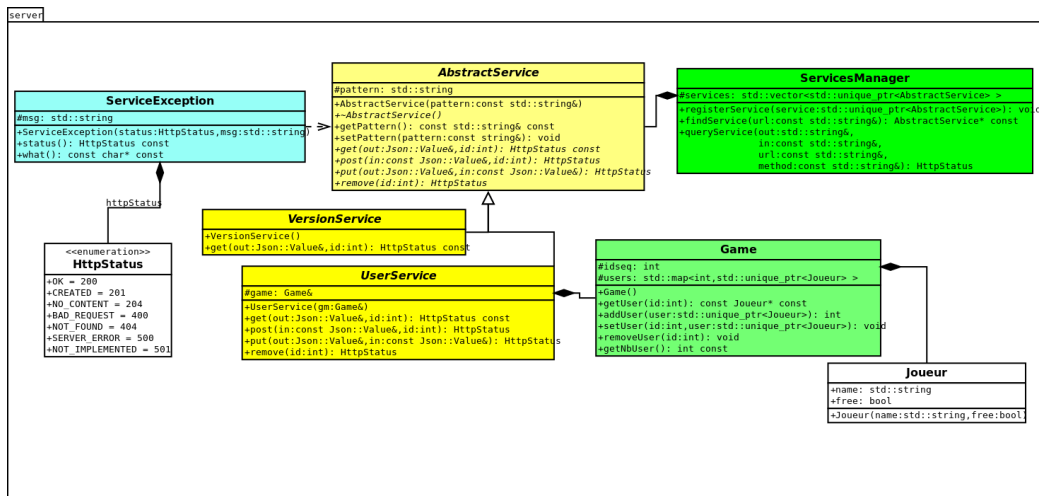 server
AbstractService
#pattern: std::string
+AbstractService(pattern:const std::string&)
+~AbstractService()
+getPattern(): const std::string& const
+setPattern(pattern:const string&): void
+get(out:Json::Value&,id:int): HttpStatus const
+post(in:const Json::Value&,id:int): HttpStatus
+put(out:Json::Value&,in:const Json::Value&): HttpStatus
+remove(id:int): HttpStatus
ServicesManager
#services: std::vector<std::unique_ptr<AbstractService> >
+registerService(service:std::unique_ptr<AbstractService>): void
+findService(url:const std::string&): AbstractService* const
+queryService(out:std::string&,
in:const std::string&,
url:const std::string&,
method:const std::string&): HttpStatus
ServiceException
#msg: std::string
+ServiceException(status:HttpStatus,msg:std::string)
+status(): HttpStatus const
+what(): const char* const
httpStatus
<<enumeration>>
HttpStatus
+OK = 200
+CREATED = 201
+NO_CONTENT = 204
+BAD_REQUEST = 400
+NOT_FOUND = 404
+SERVER_ERROR = 500
+NOT_IMPLEMENTED = 501
VersionService
+VersionService()
+get(out:Json::Value&,id:int): HttpStatus const
UserService
#game: Game&
+UserService(gm:Game&)
+get(out:Json::Value&,id:int): HttpStatus const
+post(in:const Json::Value&,id:int): HttpStatus
+put(out:Json::Value&,in:const Json::Value&): HttpStatus
+remove(id:int): HttpStatus
Game
#idseq: int
#users: std::map<int,std::unique_ptr<Joueur> >
+Game()
+getUser(id:int): const Joueur* const
+addUser(user:std::unique_ptr<Joueur>): int
+setUser(id:int,user:std::unique_ptr<Joueur>): void
+removeUser(id:int): void
+getNbUser(): int const
Joueur
+name: std::string
+free: bool
+Joueur(name:std::string,free:bool)